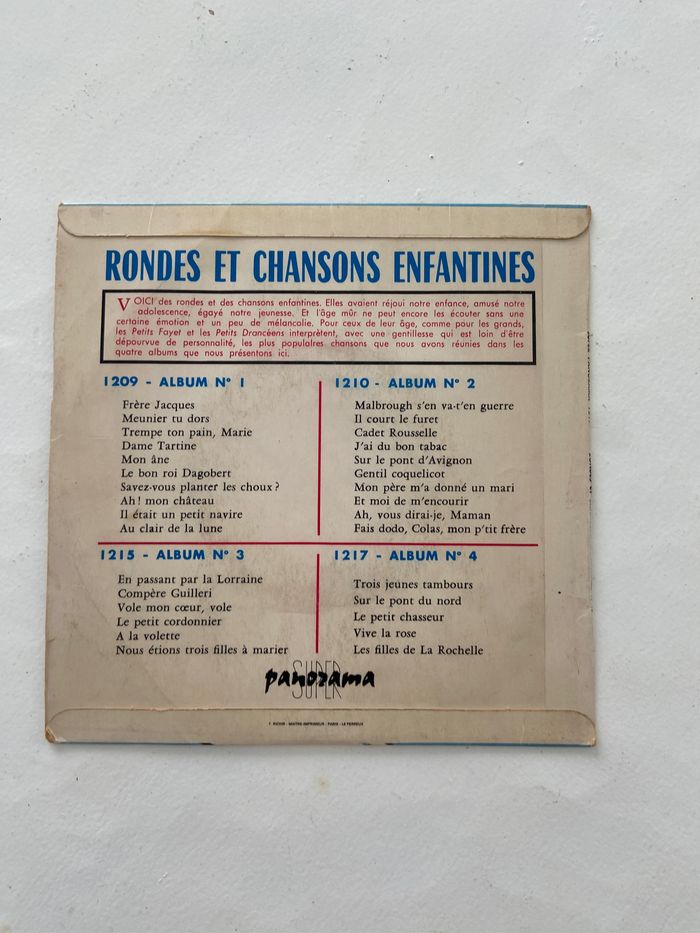 RONDES ET CHANSONS ENFANTINES
VOICI des rondes et des chansons enfantines. Elles avaient réjoui notre enfance, amusé notre
adolescence, égayé notre jeunesse. Et l'âge mûr ne peut encore les écouter sans une
certaine émotion et un peu de mélancolie. Pour ceux de leur âge, comme pour les grands,
les Petits Fayet et les Petits Drancéens interprètent, avec une gentillesse qui est loin d'être
dépourvue de personnalité, les plus populaires chansons que nous avons réunies dans les
quatre albums que nous présentons ici.
1209 - ALBUM N° 1
Frère Jacques
Meunier tu dors
Trempe ton pain, Marie
Dame Tartine
Mon âne
Le bon roi Dagobert
Savez-vous planter les choux ?
Ah! mon château
Il était un petit navire
Au clair de la lune
1210 - ALBUM N° 2
Malbrough s'en va-t'en guerre
Il court le furet
Cadet Rousselle
J'ai du bon tabac
Sur le pont d'Avignon
Gentil coquelicot
Mon père m'a donné un mari
Et moi de m'encourir
Ah, vous dirai-je, Maman
Fais dodo, Colas, mon p'tit frère
1215 - ALBUM N° 3
En passant par la Lorraine
Compère Guilleri
Vole mon cœur, vole
Le petit cordonnier
A la volette
Nous étions trois filles à marier
1217 - ALBUM N° 4
Trois jeunes tambours
Sur le pont du nord
Le petit chasseur
Vive la rose
Les filles de La Rochelle
SUPER
panorama
MAITRE-IMPRIMEUR - PARIS - LE PERREUX